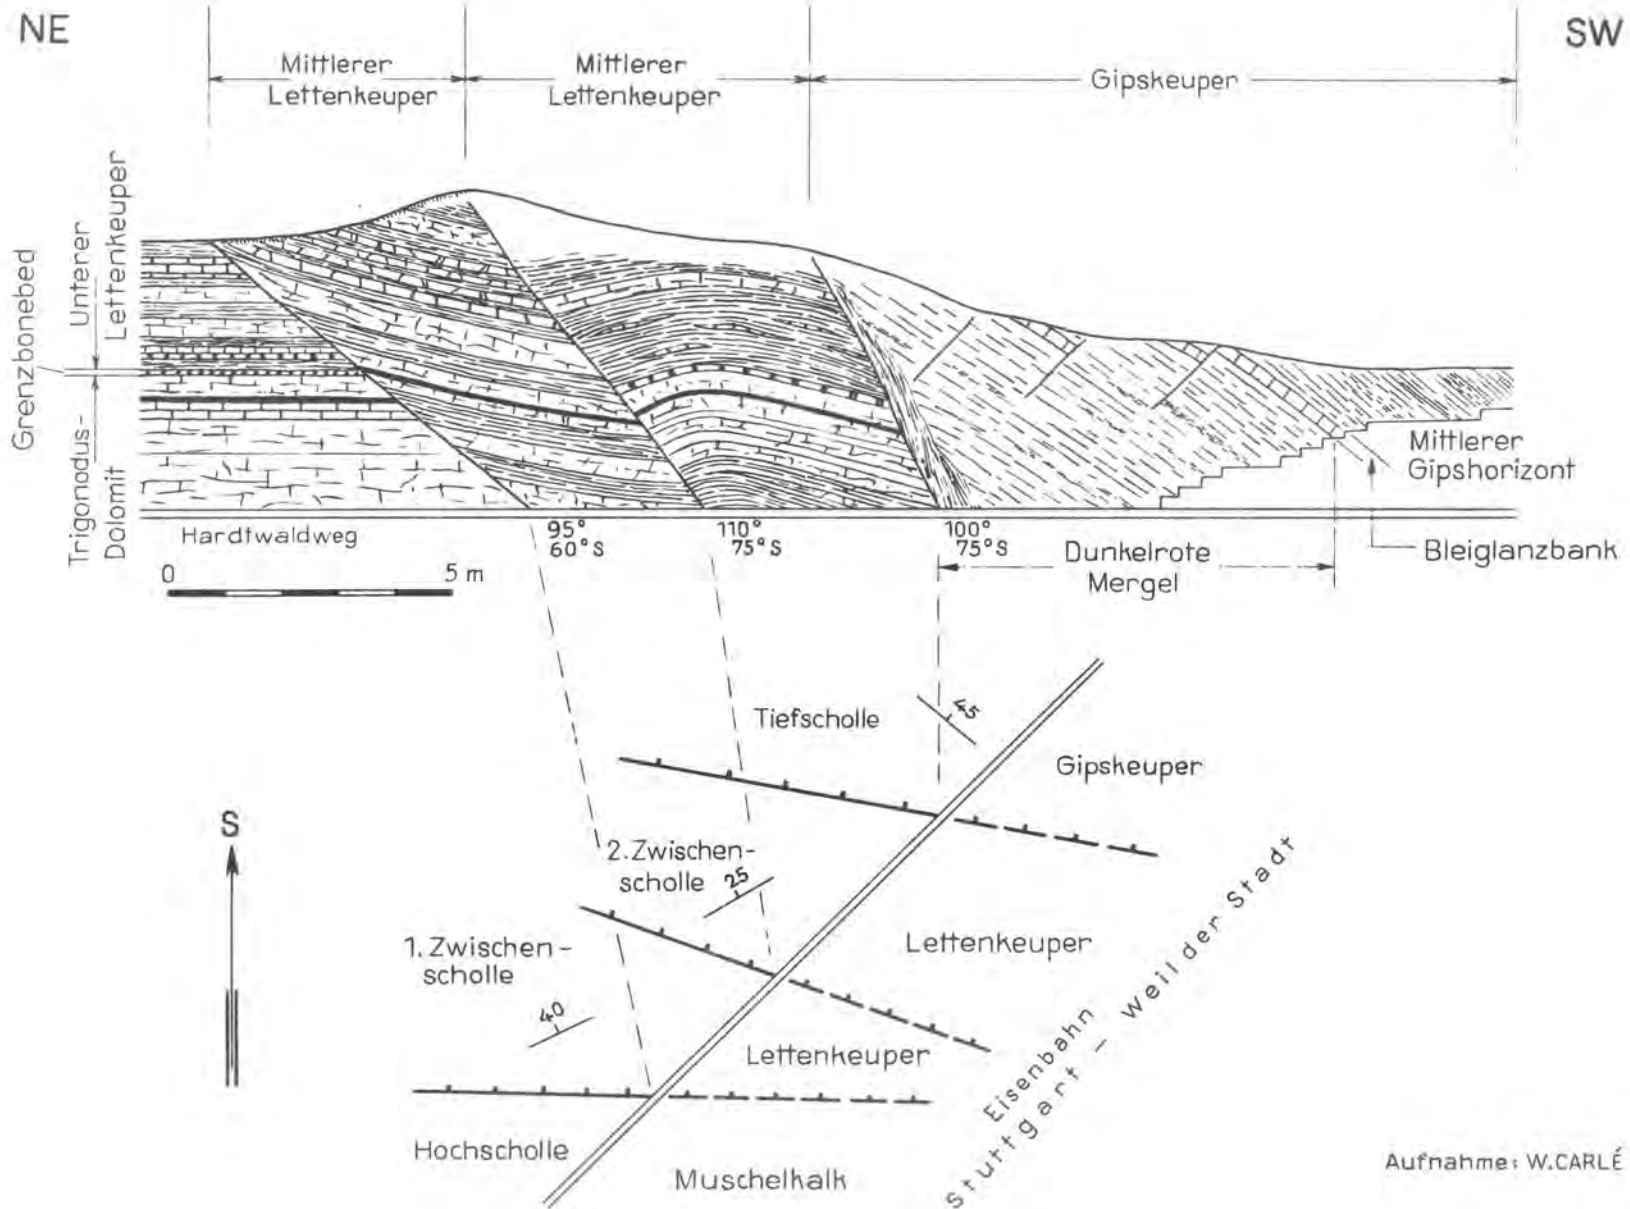 NE
SW
Mittlerer
Lettenkeuper
Mittlerer
Lettenkeuper
Gipskeuper
Grenzbonebed
Unterer
Lettenkeuper
Trigonodus-
Dolomit
Mittlerer
Gipshorizont
Hardtwaldweg
95°
60°S
110°
75°S
100°
75°S
Dunkelrote
Mergel
Bleiglanzbank
0
5 m
Tiefscholle
45
Gipskeuper
S
2.Zwischen-
scholle
25
1. Zwischen-
scholle
Lettenkeuper
40
Lettenkeuper
Eisenbahn
Stuttgart – Weil der Stadt
Hochscholle
Muschelkalk
Aufnahme: W.CARLÉ